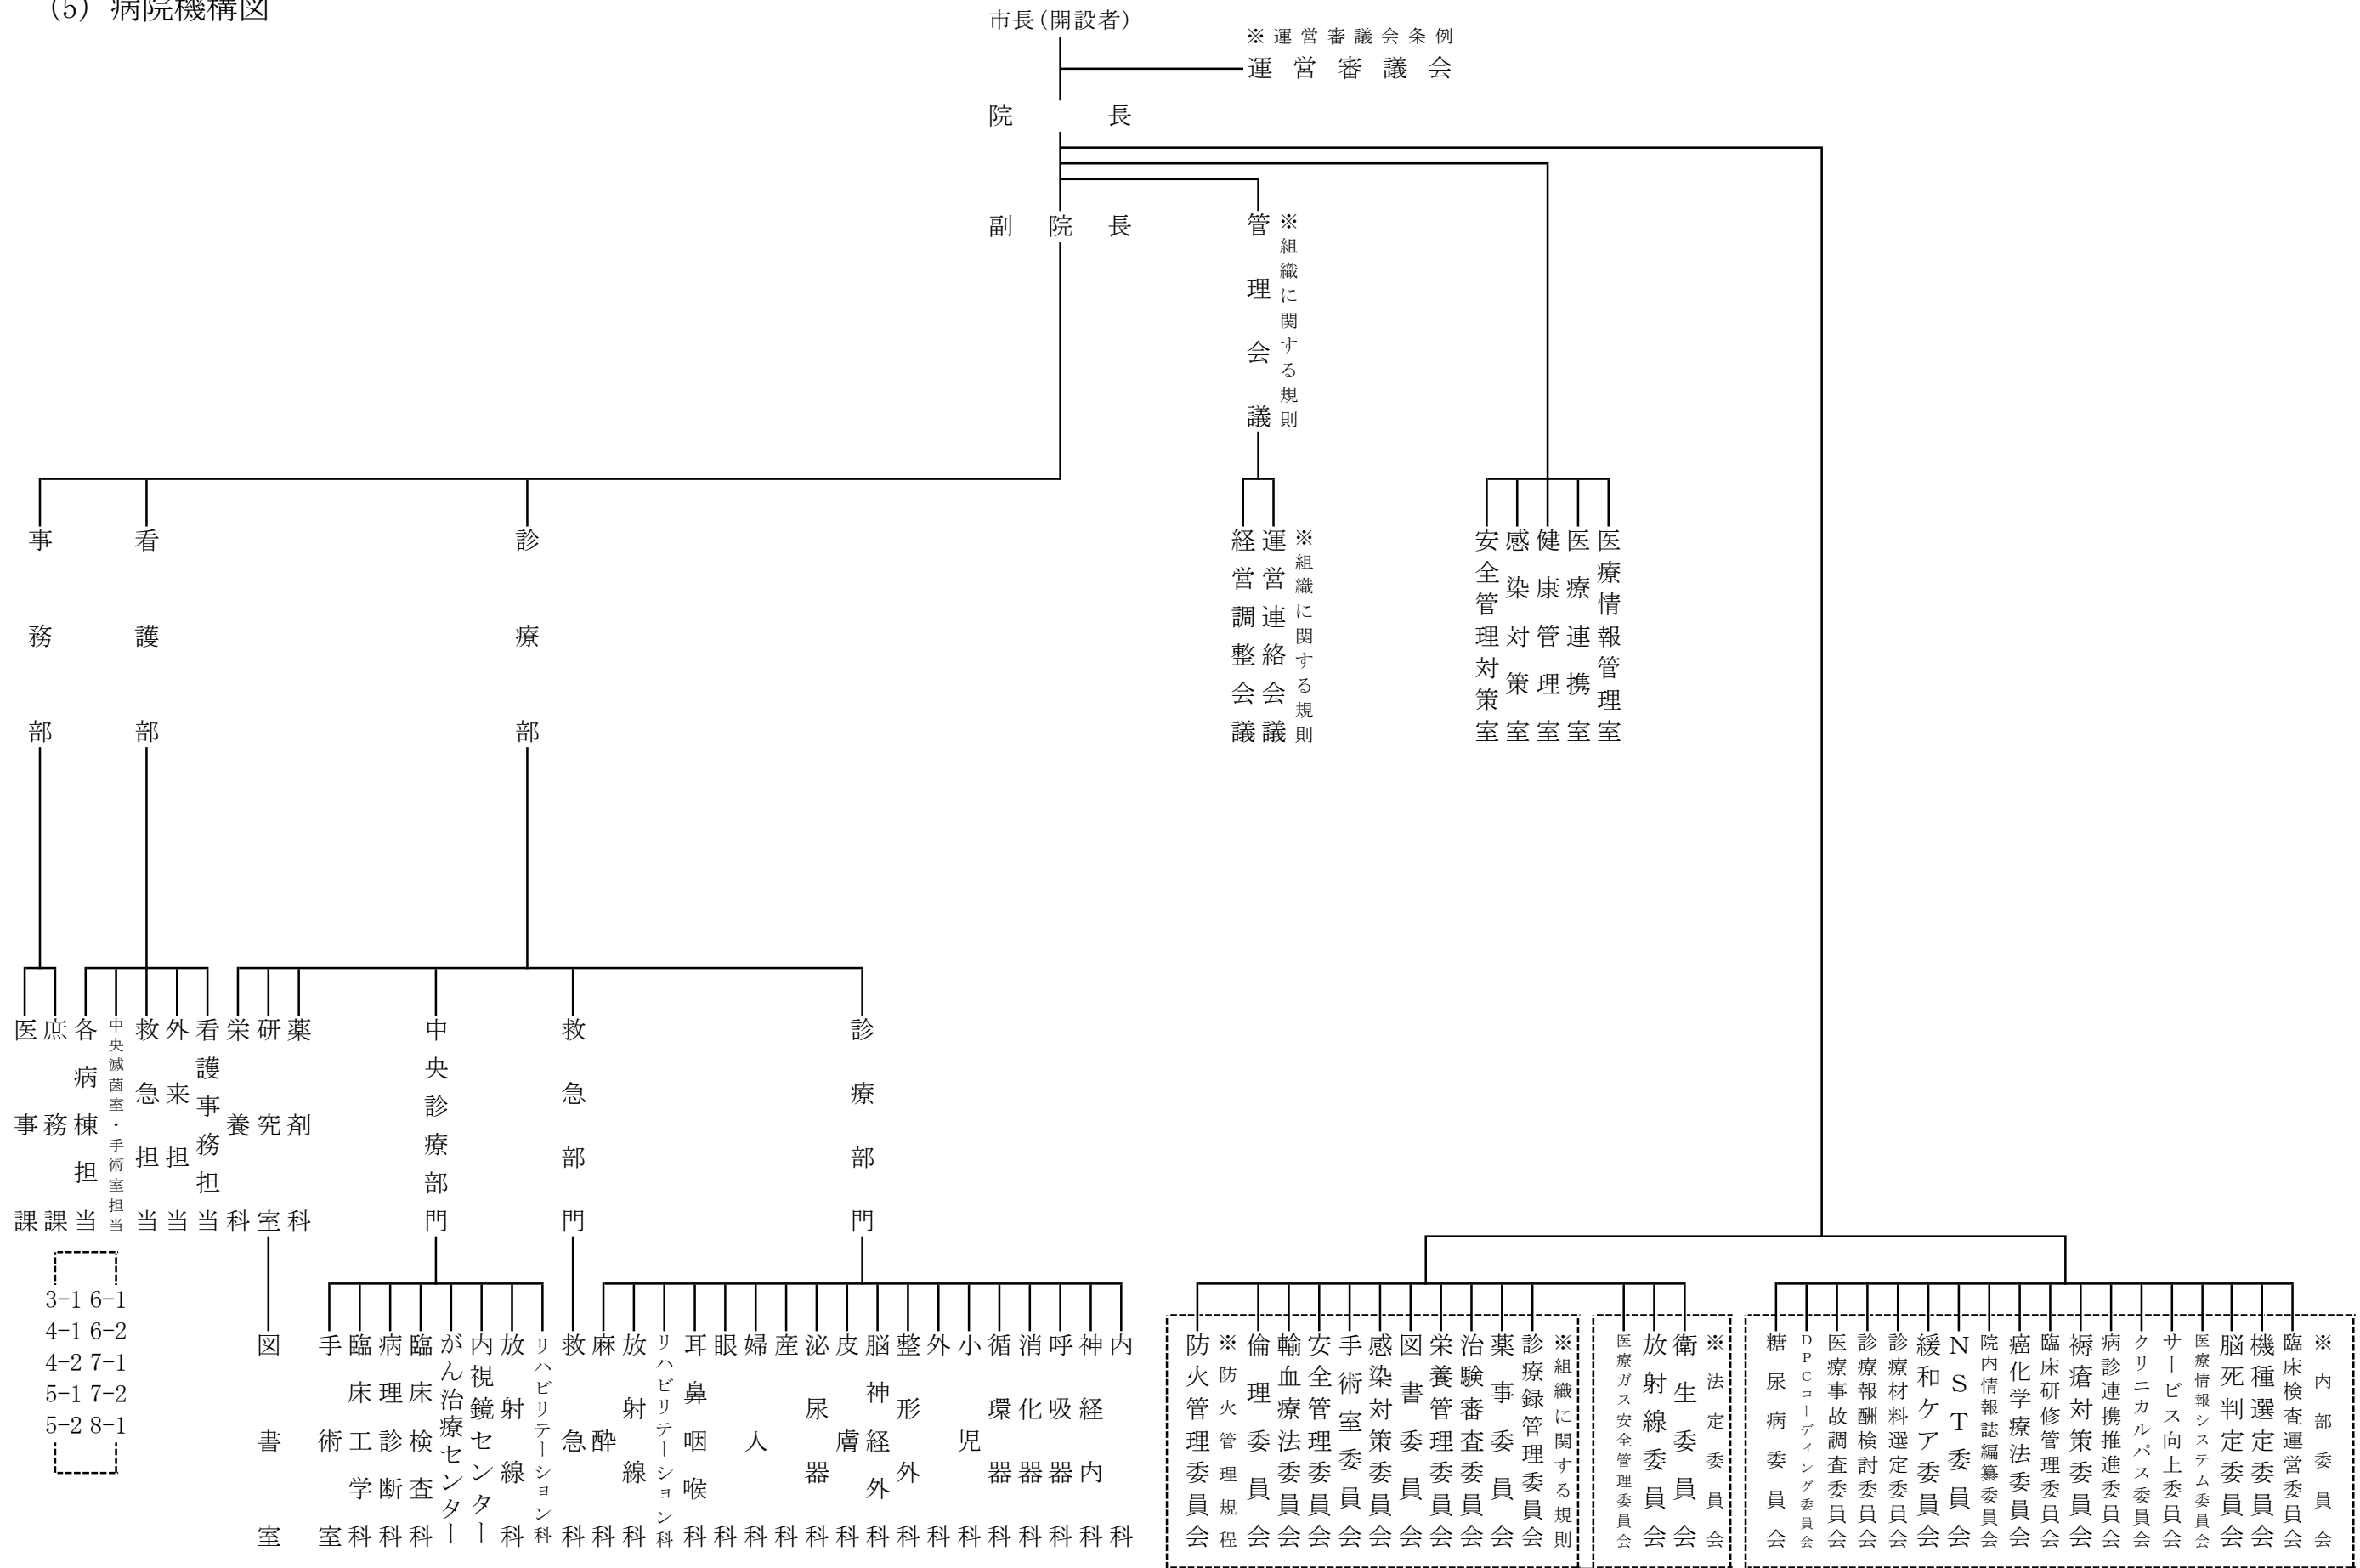 (5) 病院機構図
市長(開設者)
※運営審議会条例
運営審議会
院長
副院長
管理会議
※組織に関する規則
事務部
看護部
診療部
経営調整会議
運営連絡会議
※組織に関する規則
安全管理対策室
感染対策室
健康管理室
医療連携室
医療情報管理室
医事課
庶務課
各病棟担当
中央滅菌室・手術室担当
救急担当
外来担当
看護事務担当
栄養科
研究室
薬剤科
中央診療部門
救急部門
診療部門
3-1 6-1
4-1 6-2
4-2 7-1
5-1 7-2
5-2 8-1
図書室
手術室
臨床工学科
病理診断科
臨床検査科
がん治療センター
内視鏡センター
放射線科
リハビリテーション科
救急科
麻酔科
放射線科
リハビリテーション科
耳鼻咽喉科
眼科
婦人科
産科
泌尿器科
皮膚科
脳神経外科
整形外科
外科
小児科
循環器科
消化器科
呼吸器科
神経内科
内科
防火管理委員会
※防火管理規程
倫理委員会
輸血療法委員会
安全管理委員会
手術室委員会
感染対策委員会
図書委員会
栄養管理委員会
治験審査委員会
薬事委員会
診療録管理委員会
※組織に関する規則
医療ガス安全管理委員会
放射線委員会
衛生委員会
※法定委員会
糖尿病委員会
DPCコーディング委員会
医療事故調査委員会
診療報酬検討委員会
診療材料選定委員会
緩和ケア委員会
NST委員会
院内情報誌編纂委員会
癌化学療法委員会
臨床研修管理委員会
褥瘡対策委員会
病診連携推進委員会
クリニカルパス委員会
サービス向上委員会
医療情報システム委員会
脳死判定委員会
機種選定委員会
臨床検査運営委員会
※内部委員会